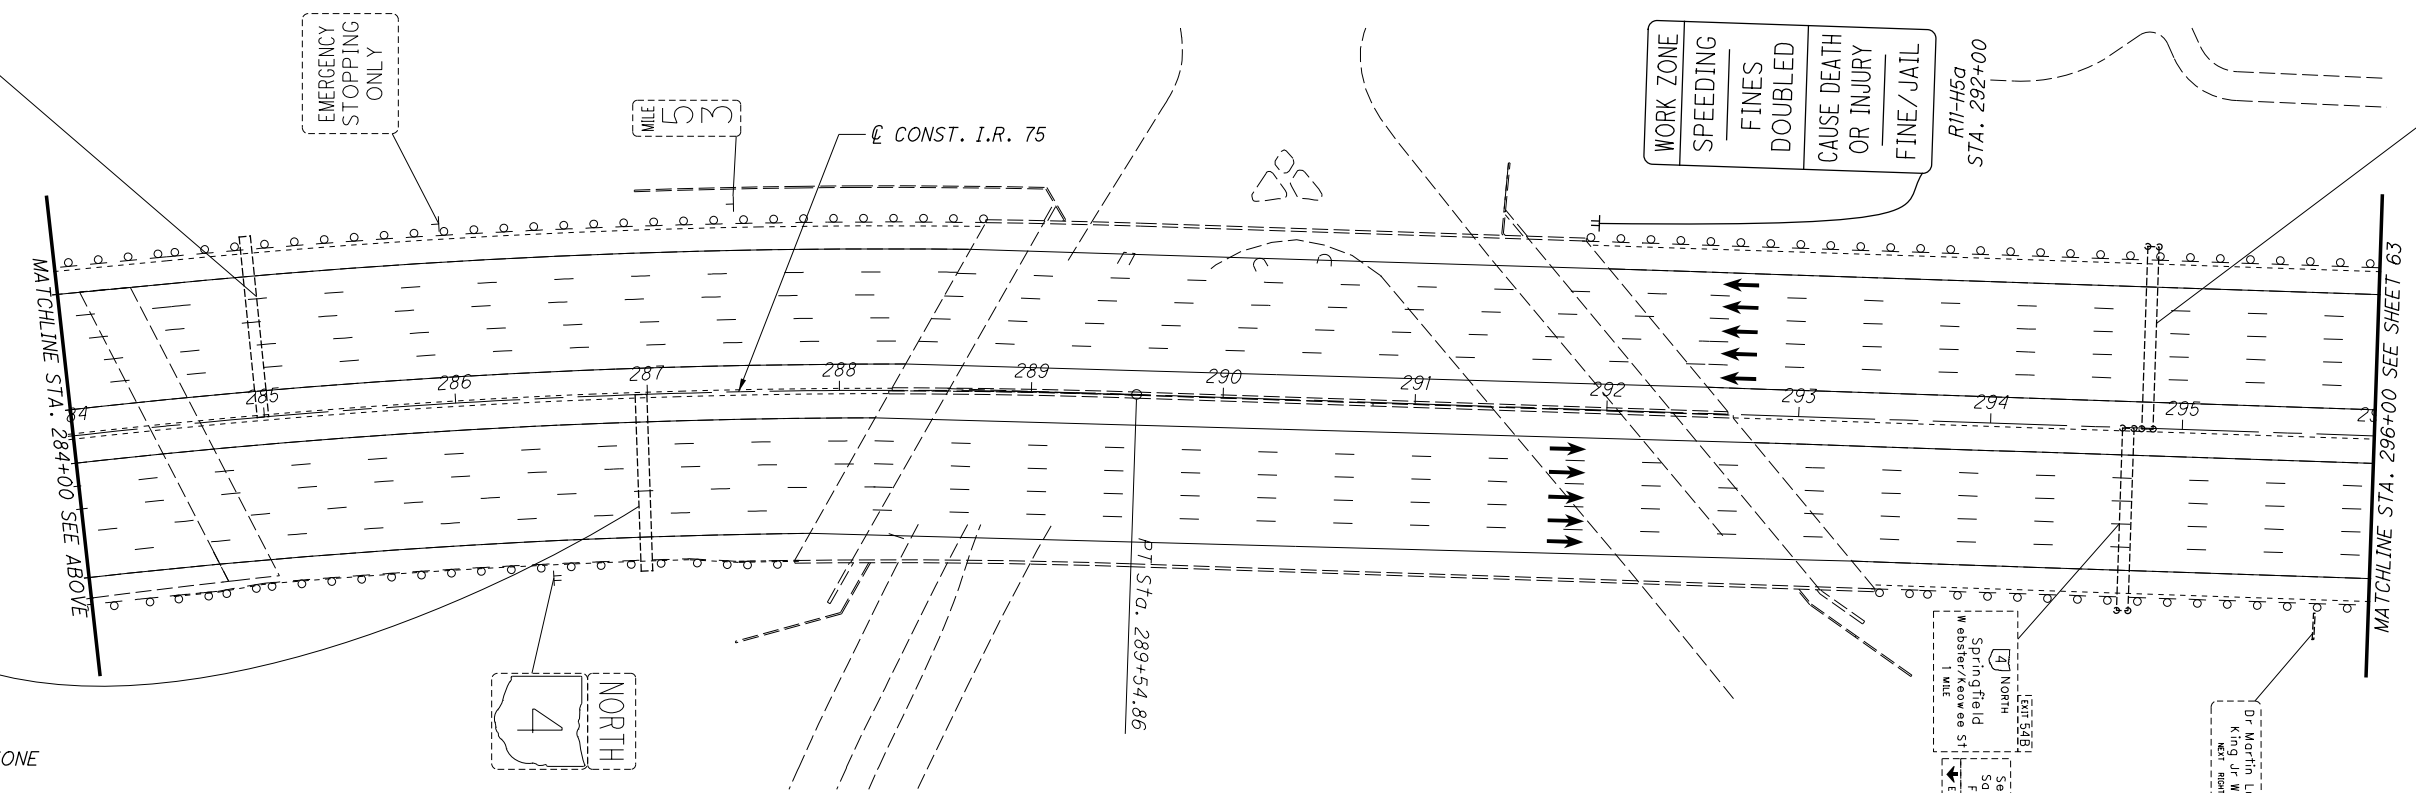 EMERGENCY
STOPPING
ONLY
MILE
53
℄ CONST. I.R. 75
WORK ZONE
SPEEDING
FINES
DOUBLED
CAUSE DEATH
OR INJURY
FINE/JAIL
R11-H5a
STA. 292+00
MATCHLINE STA. 284+00 SEE ABOVE
84
285
286
287
288
289
290
291
292
293
294
295
29
MATCHLINE STA. 296+00 SEE SHEET 63
PT Sta. 289+54.86
NORTH
4
EXIT 54B
4 NORTH
Springfield
Webster/Keowee St
1 MILE
Dr Martin L
King Jr W
NEXT RIGHT
ONE